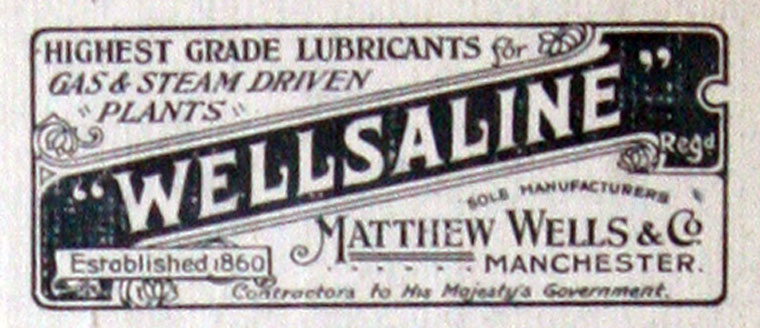 HIGHEST GRADE LUBRICANTS for
GAS & STEAM DRIVEN
"PLANTS"
"WELLSALINE"
Regd
SOLE MANUFACTURERS
MATTHEW WELLS & Co
MANCHESTER.
Established 1860
Contractors to His Majesty's Government.